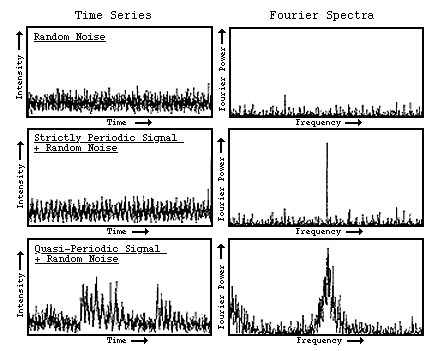 Time Series
Fourier Spectra
Intensity
Random Noise
Time
Fourier Power
Frequency
Intensity
Strictly Periodic Signal
+ Random Noise
Time
Fourier Power
Frequency
Intensity
Quasi-Periodic Signal
+ Random Noise
Time
Fourier Power
Frequency